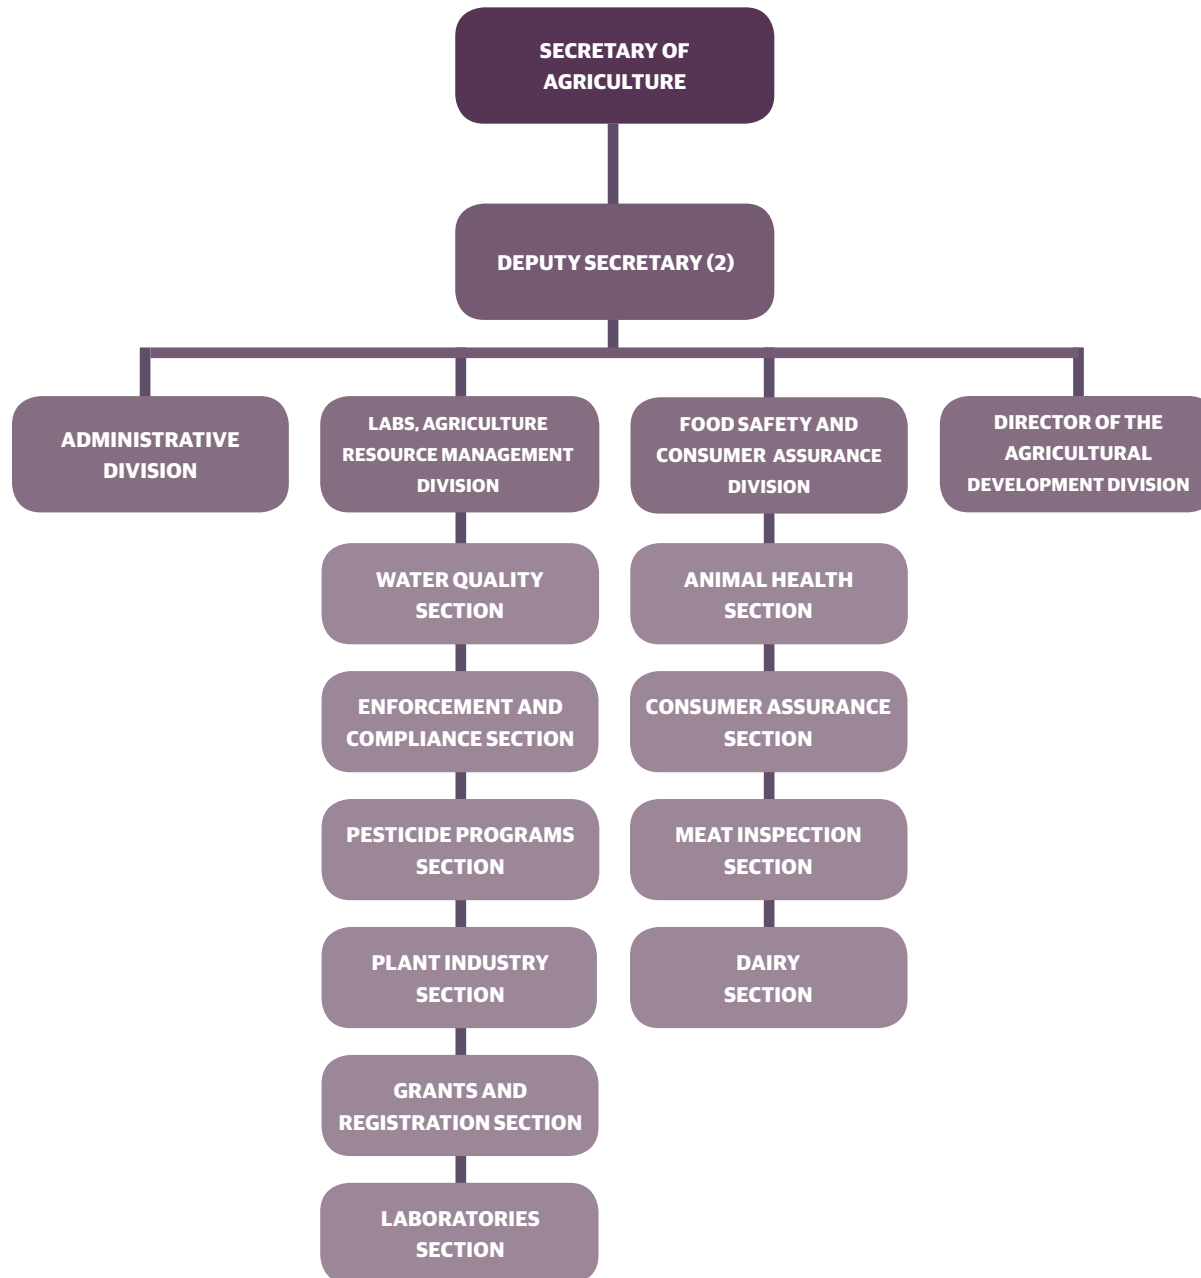 SECRETARY OF
AGRICULTURE
DEPUTY SECRETARY (2)
ADMINISTRATIVE
DIVISION
LABS, AGRICULTURE
RESOURCE MANAGEMENT
DIVISION
FOOD SAFETY AND
CONSUMER ASSURANCE
DIVISION
DIRECTOR OF THE
AGRICULTURAL
DEVELOPMENT DIVISION
WATER QUALITY
SECTION
ENFORCEMENT AND
COMPLIANCE SECTION
PESTICIDE PROGRAMS
SECTION
PLANT INDUSTRY
SECTION
GRANTS AND
REGISTRATION SECTION
LABORATORIES
SECTION
ANIMAL HEALTH
SECTION
CONSUMER ASSURANCE
SECTION
MEAT INSPECTION
SECTION
DAIRY
SECTION